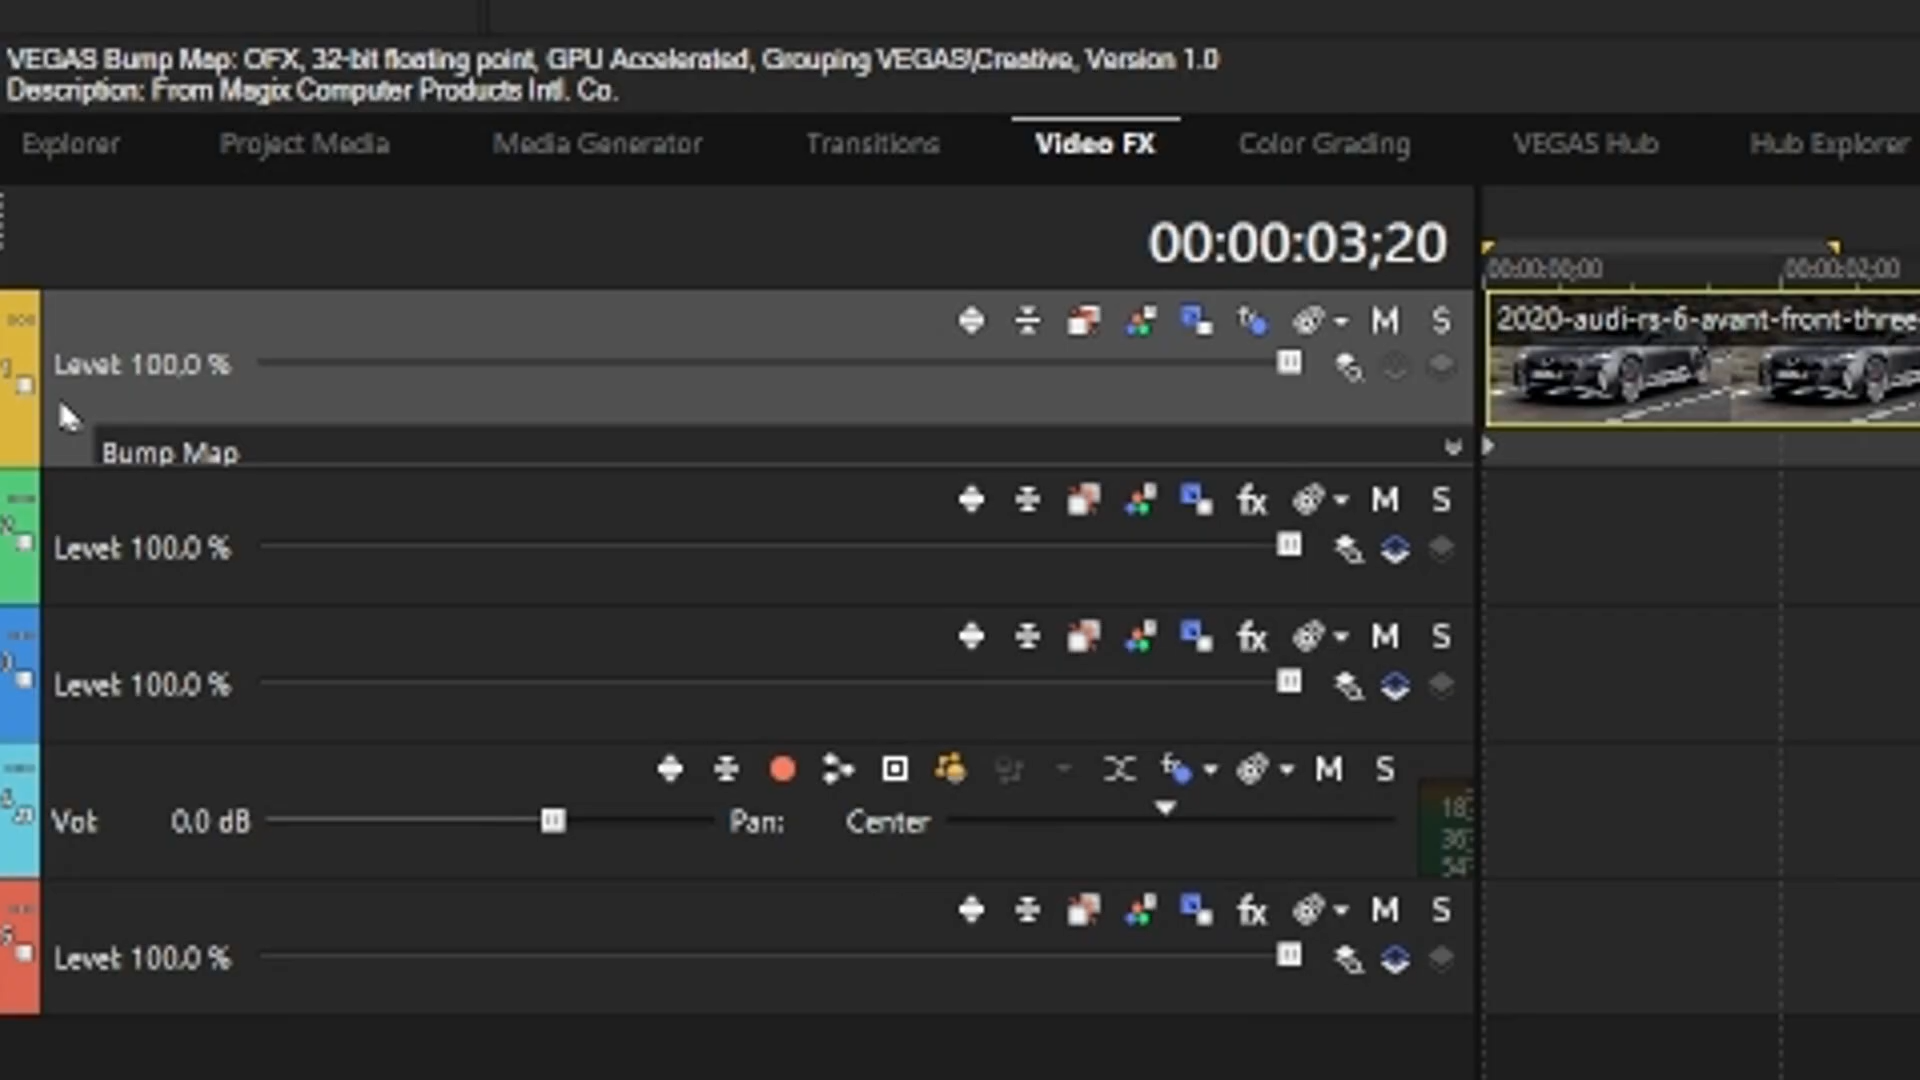 VEGAS Bump Map: OFX, 32-bit floating point, GPU Accelerated, Grouping VEGAS\Creative, Version 1.0
Description: From Magix Computer Products Intl. Co.
Explorer Project Media Media Generator Transitions Video FX Color Grading VEGAS Hub Hub Explorer
00:00:03;20
00:00:00;00 00:00:02;00
M S
2020-audi-rs-6-avant-front-three
Level: 100,0 %
Bump Map
fx M S
Level: 100.0 %
fx M S
Level: 100.0 %
M S
Vol: 0.0 dB Pan: Center
18
36
54
fx M S
Level: 100.0 %